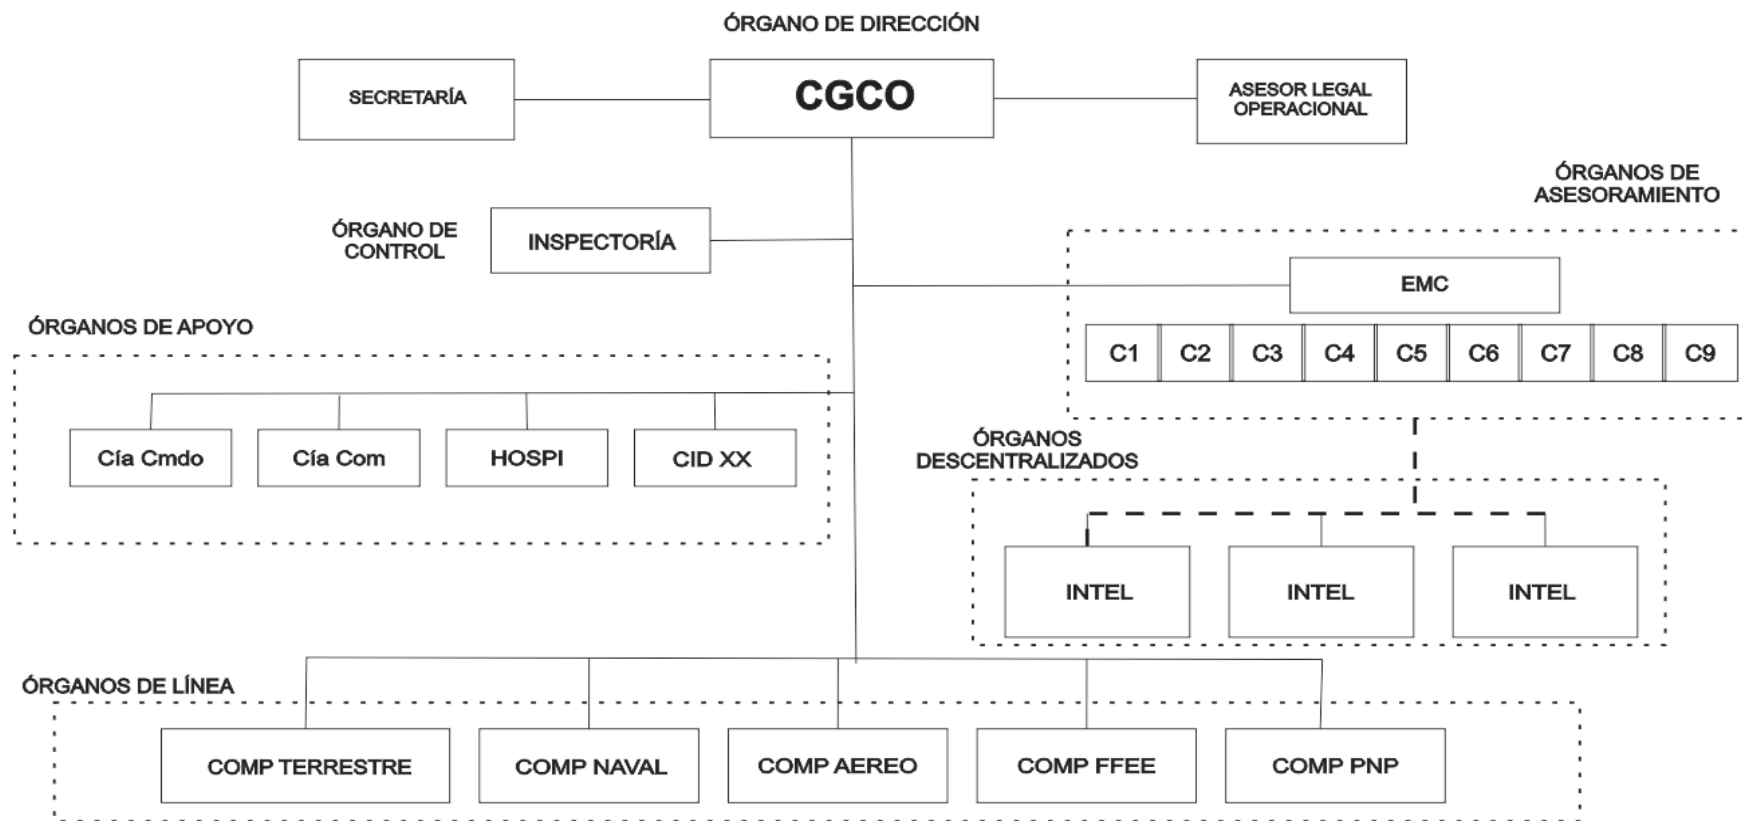 ÓRGANO DE DIRECCIÓN
SECRETARÍA
CGCO
ASESOR LEGAL
OPERACIONAL
ÓRGANOS DE
ASESORAMIENTO
ÓRGANO DE
CONTROL
INSPECTORÍA
EMC
ÓRGANOS DE APOYO
C1 C2 C3 C4 C5 C6 C7 C8 C9
Cía Cmdo
Cía Com
HOSPI
CID XX
ÓRGANOS
DESCENTRALIZADOS
INTEL
INTEL
INTEL
ÓRGANOS DE LÍNEA
COMP TERRESTRE
COMP NAVAL
COMP AEREO
COMP FFEE
COMP PNP